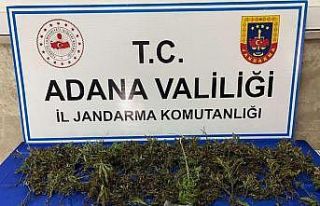 T.C.
ADANA VALİLİĞİ
İL JANDARMA KOMUTANLIĞI